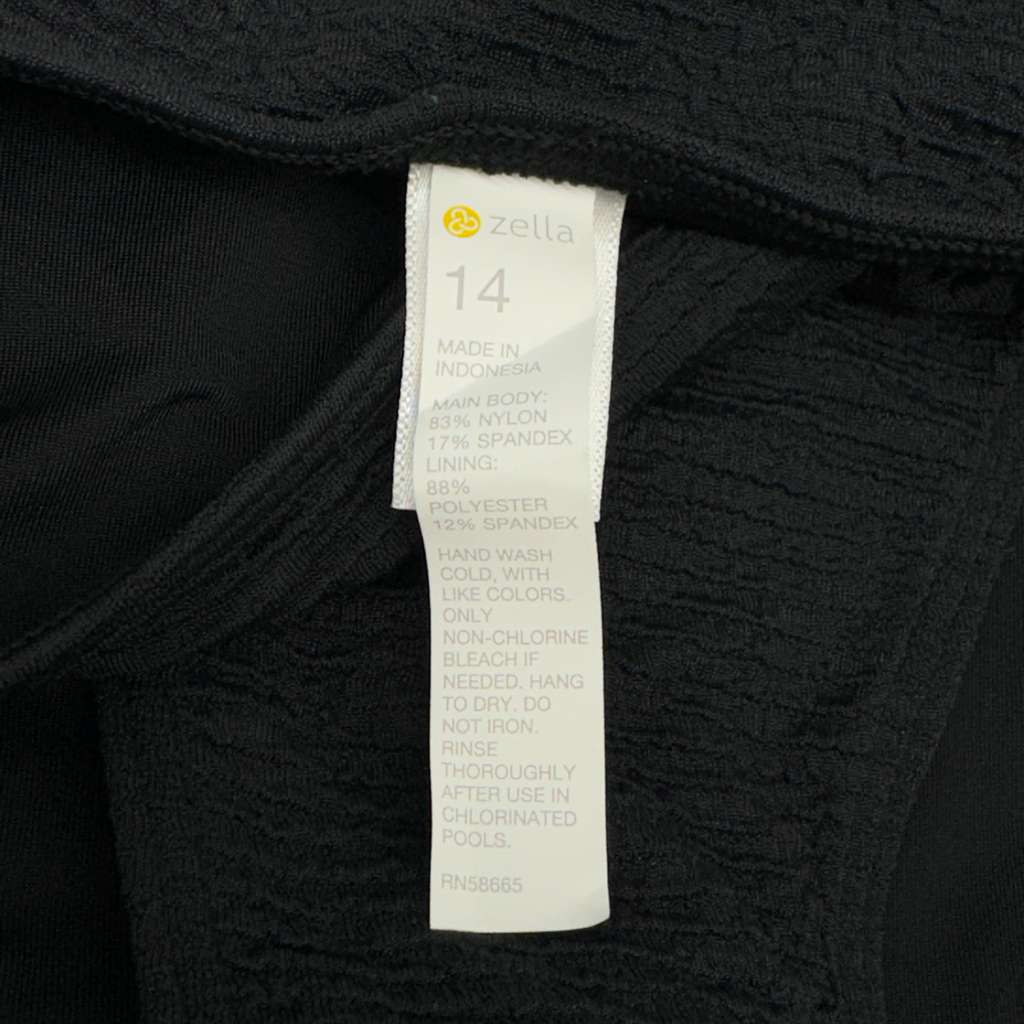 zella
14
MADE IN
INDONESIA
MAIN BODY:
83% NYLON
17% SPANDEX
LINING:
88%
POLYESTER
12% SPANDEX
HAND WASH
COLD, WITH
LIKE COLORS.
ONLY
NON-CHLORINE
BLEACH IF
NEEDED. HANG
TO DRY. DO
NOT IRON.
RINSE
THOROUGHLY
AFTER USE IN
CHLORINATED
POOLS.
RN58665